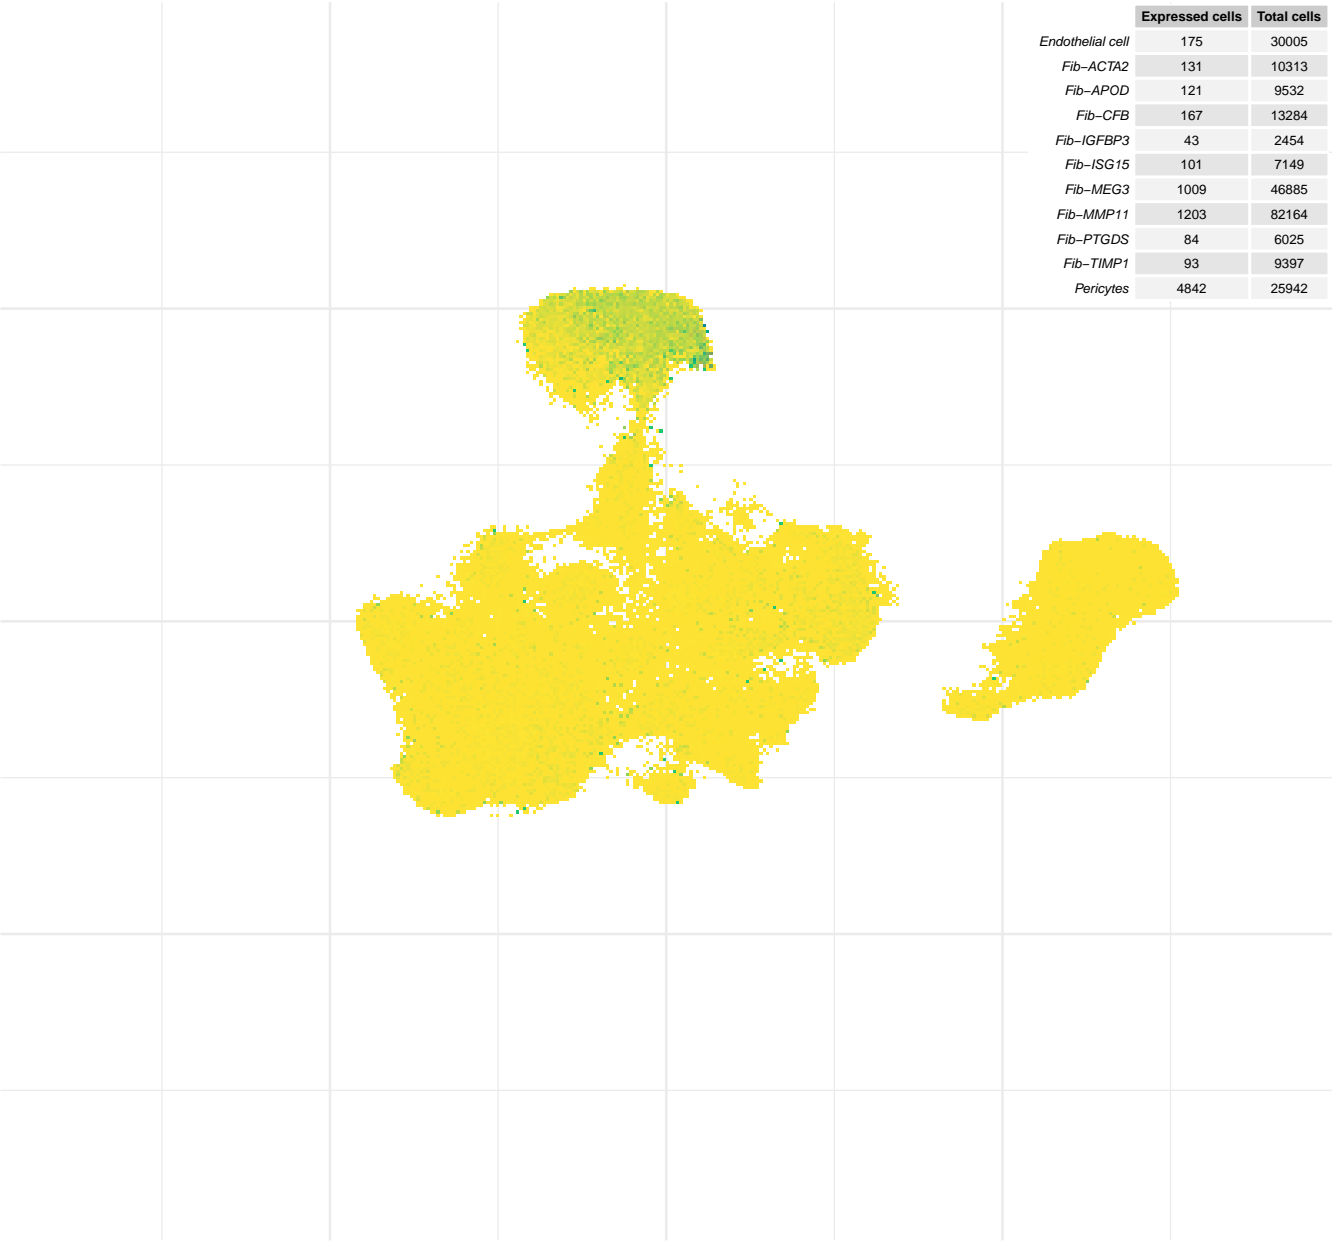 Expressed cells Total cells
Endothelial cell 175 30005
Fib−ACTA2 131 10313
Fib−APOD 121 9532
Fib−CFB 167 13284
Fib−IGFBP3 43 2454
Fib−ISG15 101 7149
Fib−MEG3 1009 46885
Fib−MMP11 1203 82164
Fib−PTGDS 84 6025
Fib−TIMP1 93 9397
Pericytes 4842 25942